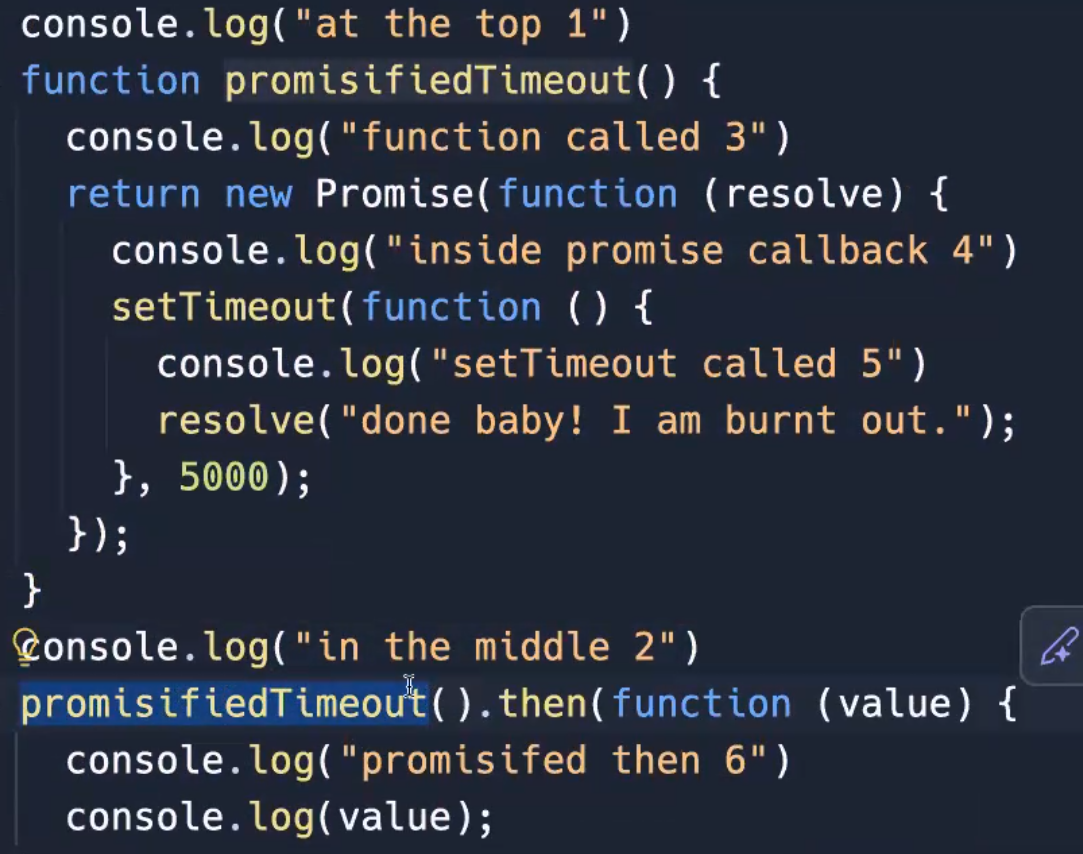 console.log("at the top 1")
function promisifiedTimeout() {
  console.log("function called 3")
  return new Promise(function (resolve) {
    console.log("inside promise callback 4")
    setTimeout(function () {
      console.log("setTimeout called 5")
      resolve("done baby! I am burnt out.");
    }, 5000);
  });
}
console.log("in the middle 2")
promisifiedTimeout().then(function (value) {
  console.log("promisifed then 6")
  console.log(value);